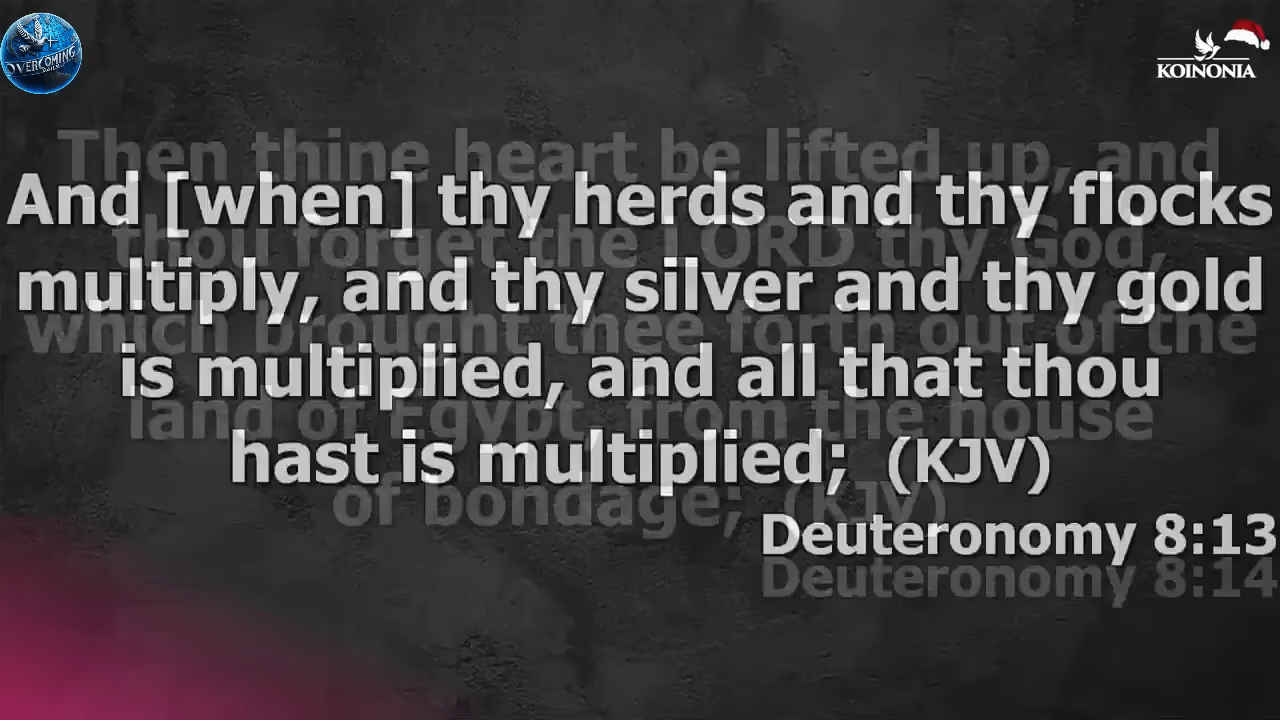 OVERCOMING
KOINONIA
And [when] thy herds and thy flocks
multiply, and thy silver and thy gold
is multiplied, and all that thou
hast is multiplied; (KJV)
Deuteronomy 8:13
Then thine heart be lifted up, and
thou forget the LORD thy God,
which brought thee forth out of the
land of Egypt, from the house
of bondage; (KJV)
Deuteronomy 8:14